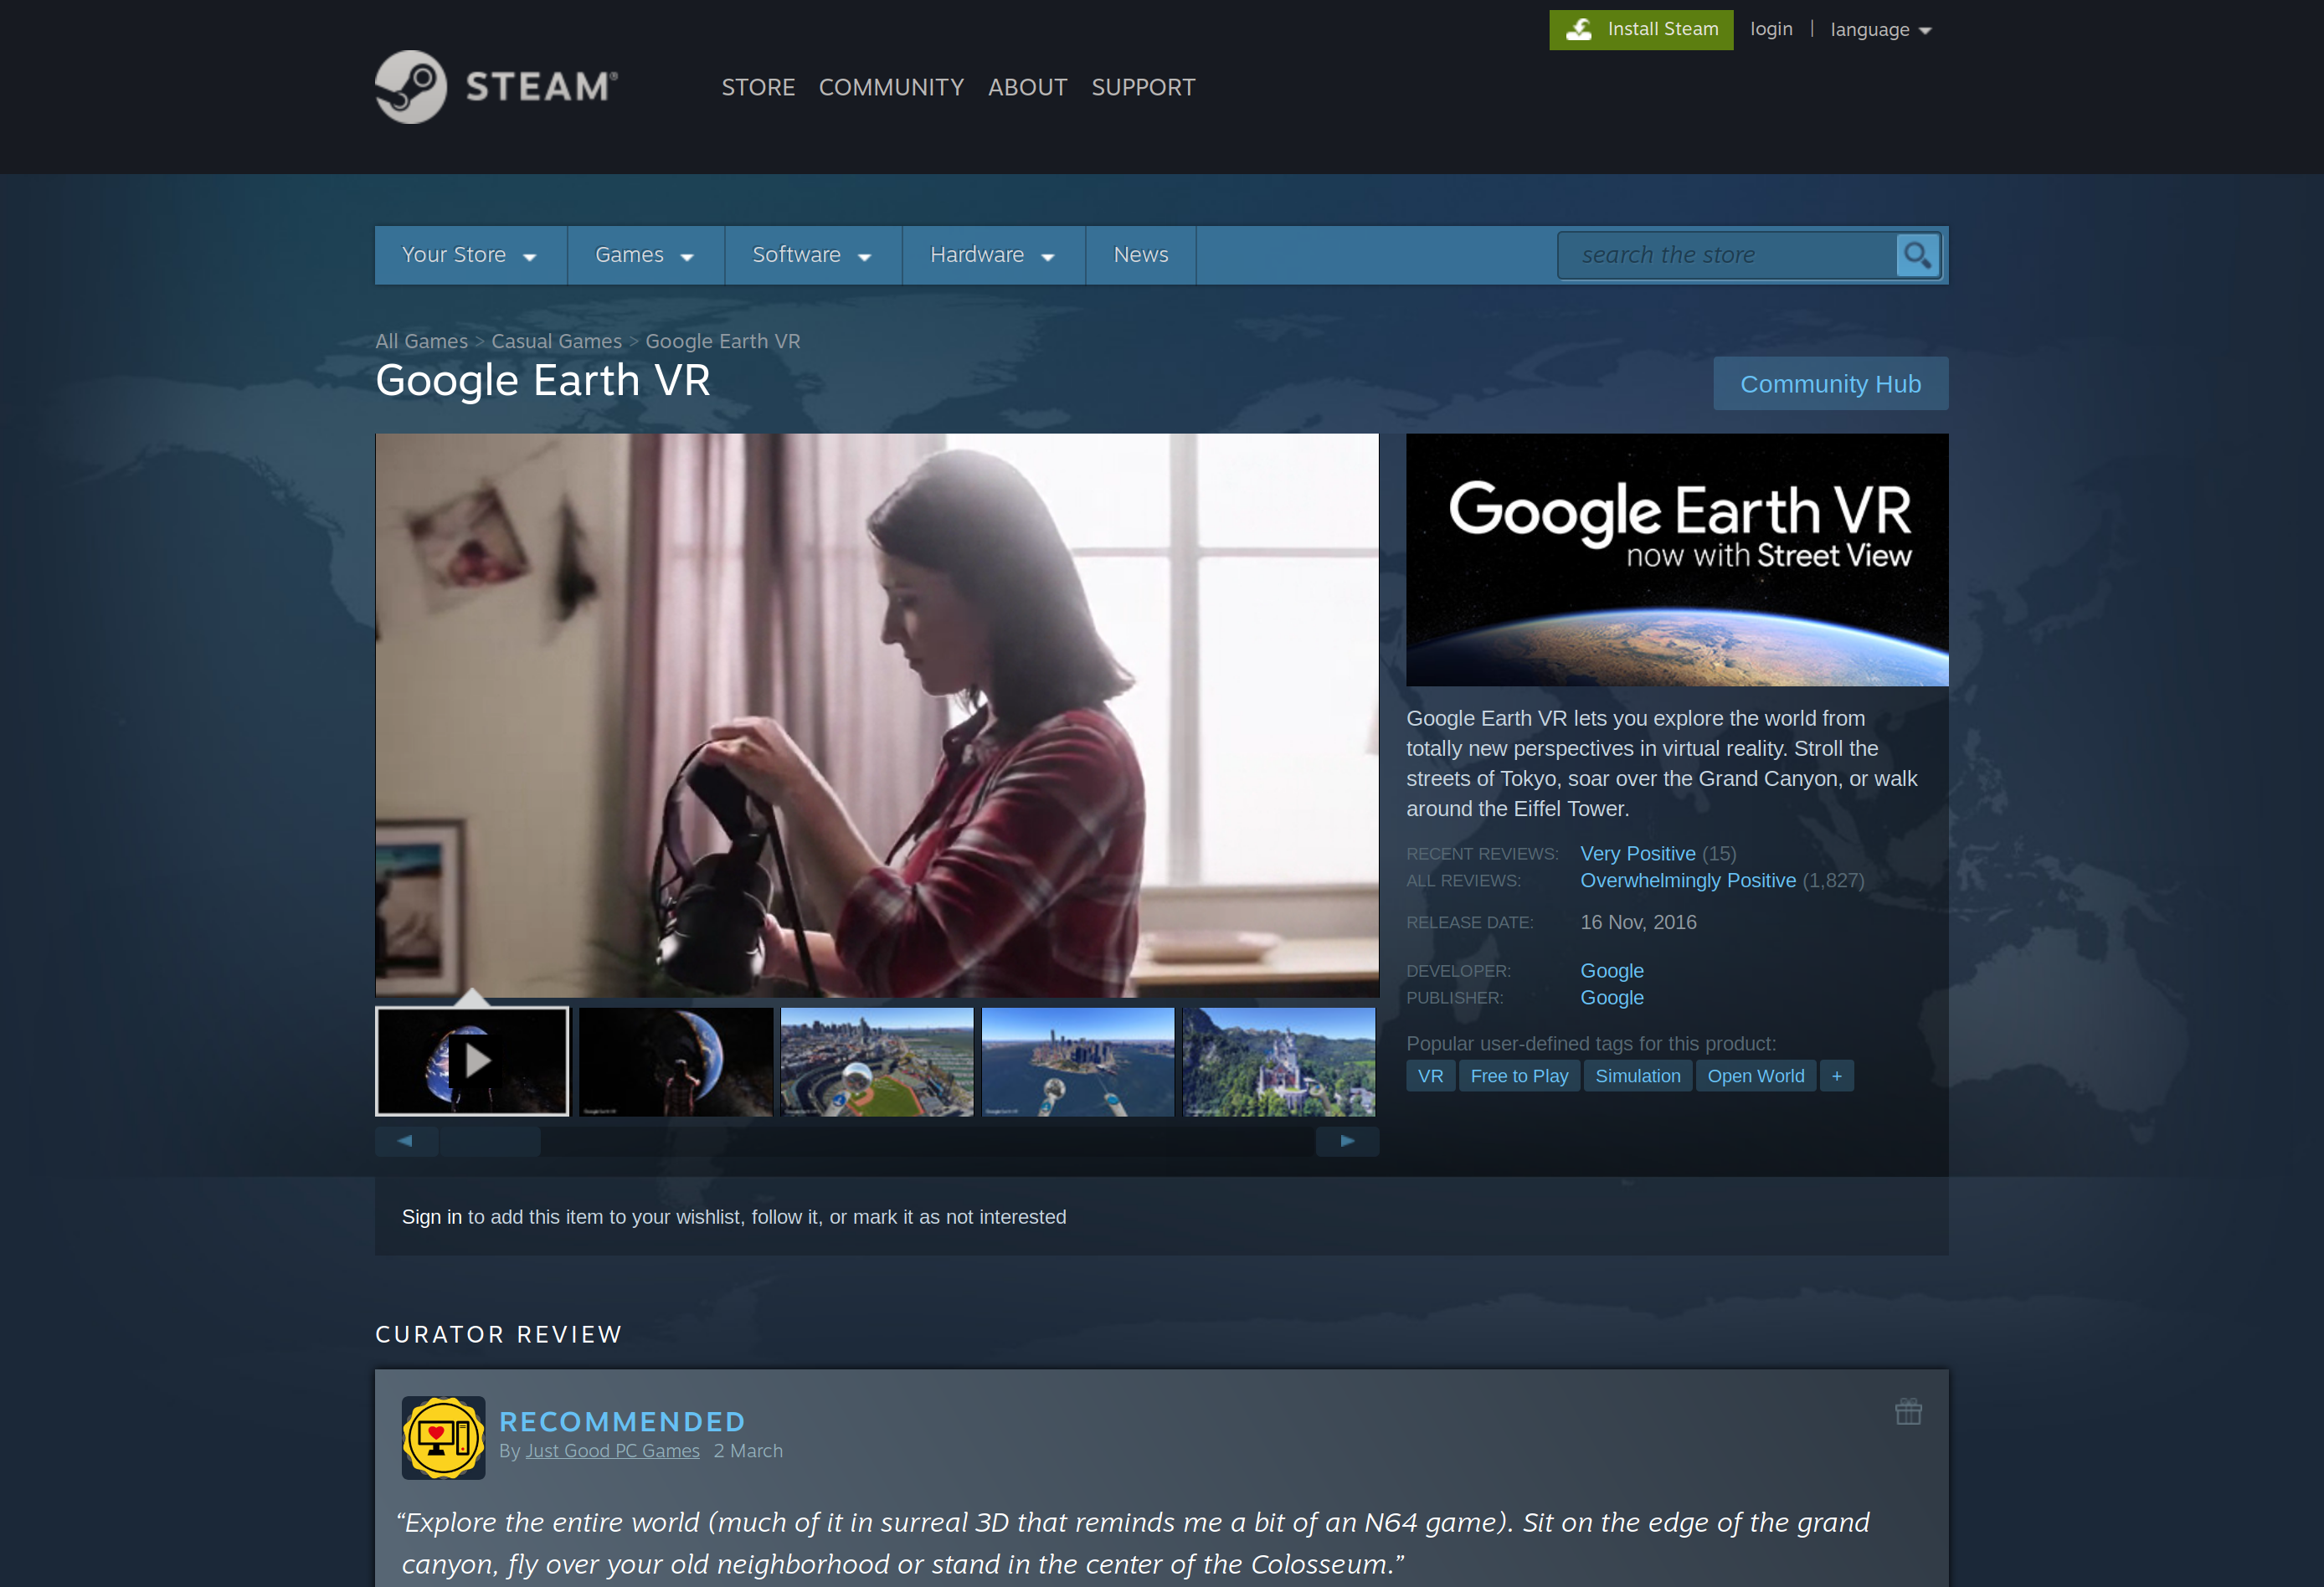 Install Steam login | language
STEAM®
STORE COMMUNITY ABOUT SUPPORT
Your Store Games Software Hardware News search the store
All Games > Casual Games > Google Earth VR
Google Earth VR
Community Hub
Google Earth VR
now with Street View
Google Earth VR lets you explore the world from
totally new perspectives in virtual reality. Stroll the
streets of Tokyo, soar over the Grand Canyon, or walk
around the Eiffel Tower.
RECENT REVIEWS: Very Positive (15)
ALL REVIEWS: Overwhelmingly Positive (1,827)
RELEASE DATE: 16 Nov, 2016
DEVELOPER: Google
PUBLISHER: Google
Popular user-defined tags for this product:
VR Free to Play Simulation Open World +
Sign in to add this item to your wishlist, follow it, or mark it as not interested
CURATOR REVIEW
RECOMMENDED
By Just Good PC Games 2 March
“Explore the entire world (much of it in surreal 3D that reminds me a bit of an N64 game). Sit on the edge of the grand
canyon, fly over your old neighborhood or stand in the center of the Colosseum.”